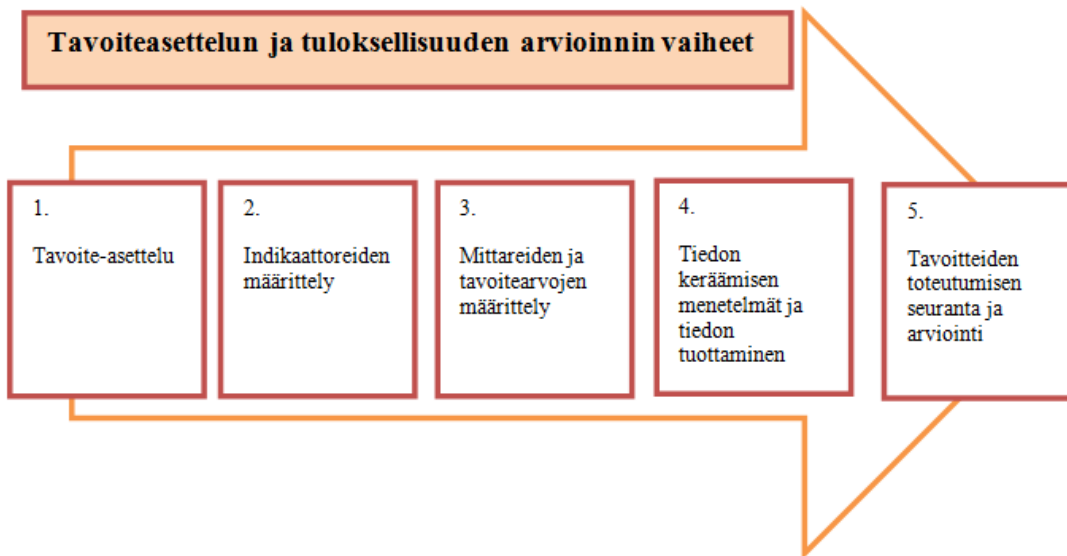 Tavoiteasettelun ja tuloksellisuuden arvioinnin vaiheet
1.
Tavoite-asettelu
2.
Indikaattoreiden
määrittely
3.
Mittareiden ja
tavoitearvojen
määrittely
4.
Tiedon
keräämisen
menetelmät ja
tiedon
tuottaminen
5.
Tavoitteiden
toteutumisen
seuranta ja
arviointi